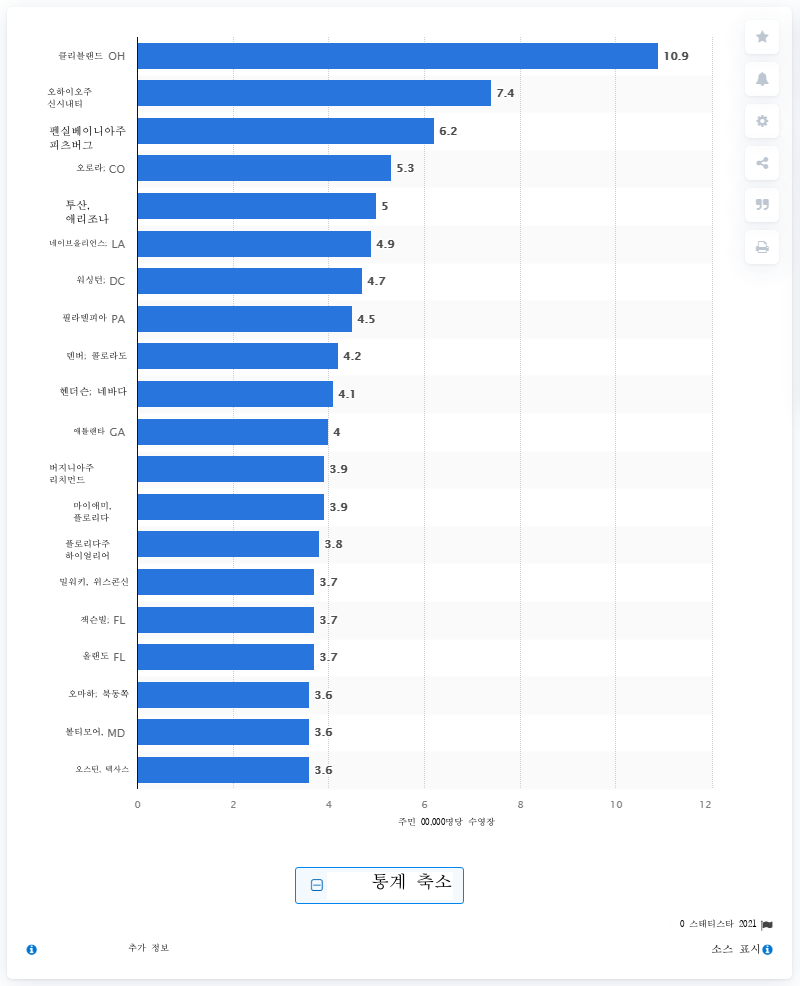 클리블랜드 OH
10.9
오하이오주
신시내티
7.4
펜실베이니아주
피츠버그
6.2
오로라; CO
5.3
투산,
애리조나
5
네이브올리언스; LA
4.9
워싱턴; DC
4.7
필라델피아 PA
4.5
덴버; 콜로라도
4.2
헨더슨; 네바다
4.1
애틀랜타 GA
4
버지니아주
리치먼드
3.9
마이애미,
플로리다
3.9
플로리다주
하이얼리어
3.8
밀워키, 위스콘신
3.7
잭슨빌; FL
3.7
올랜도 FL
3.7
오마하; 북동쪽
3.6
볼티모어, MD
3.6
오스틴, 택사스
3.6
0 2 4 6 8 10 12
주민 00,000명당 수영장
통계 축소
0 스태티스타 2021
추가 정보
소스 표시